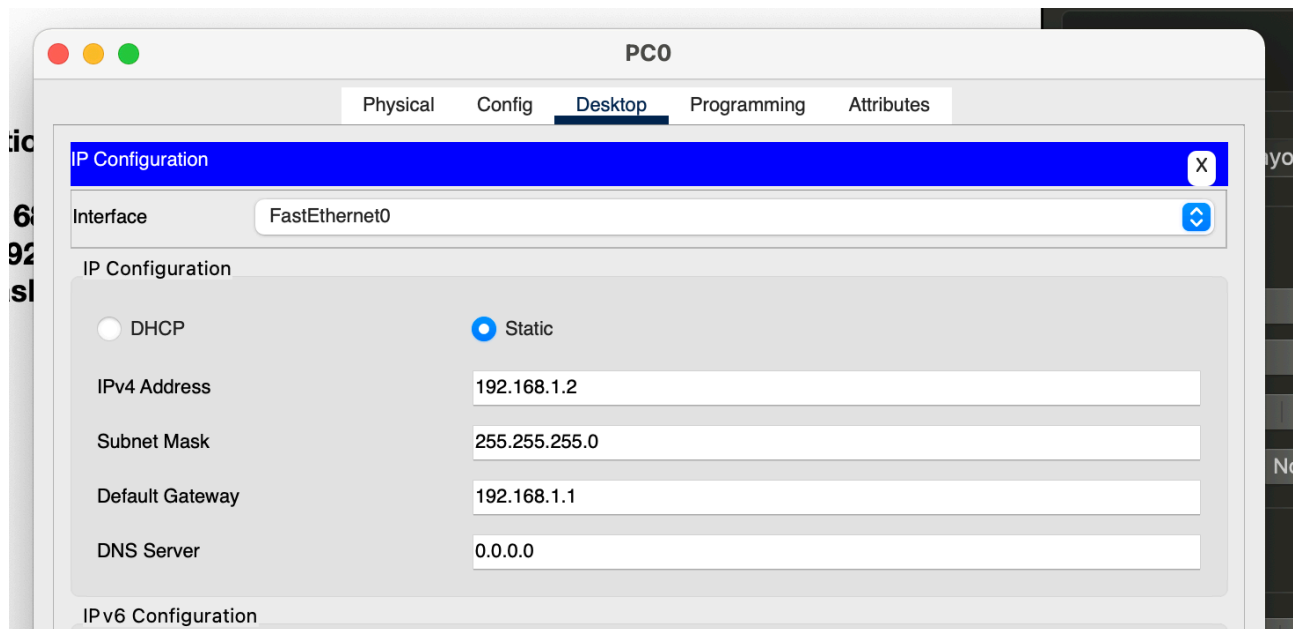 PC0
Physical Config Desktop Programming Attributes
IP Configuration X
Interface FastEthernet0
IP Configuration
DHCP Static
IPv4 Address 192.168.1.2
Subnet Mask 255.255.255.0
Default Gateway 192.168.1.1
DNS Server 0.0.0.0
IPv6 Configuration